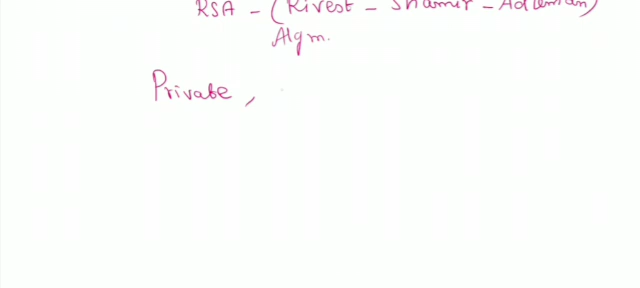 RSA - (Rivest - Shamir - Adleman)
Algm.
Private,